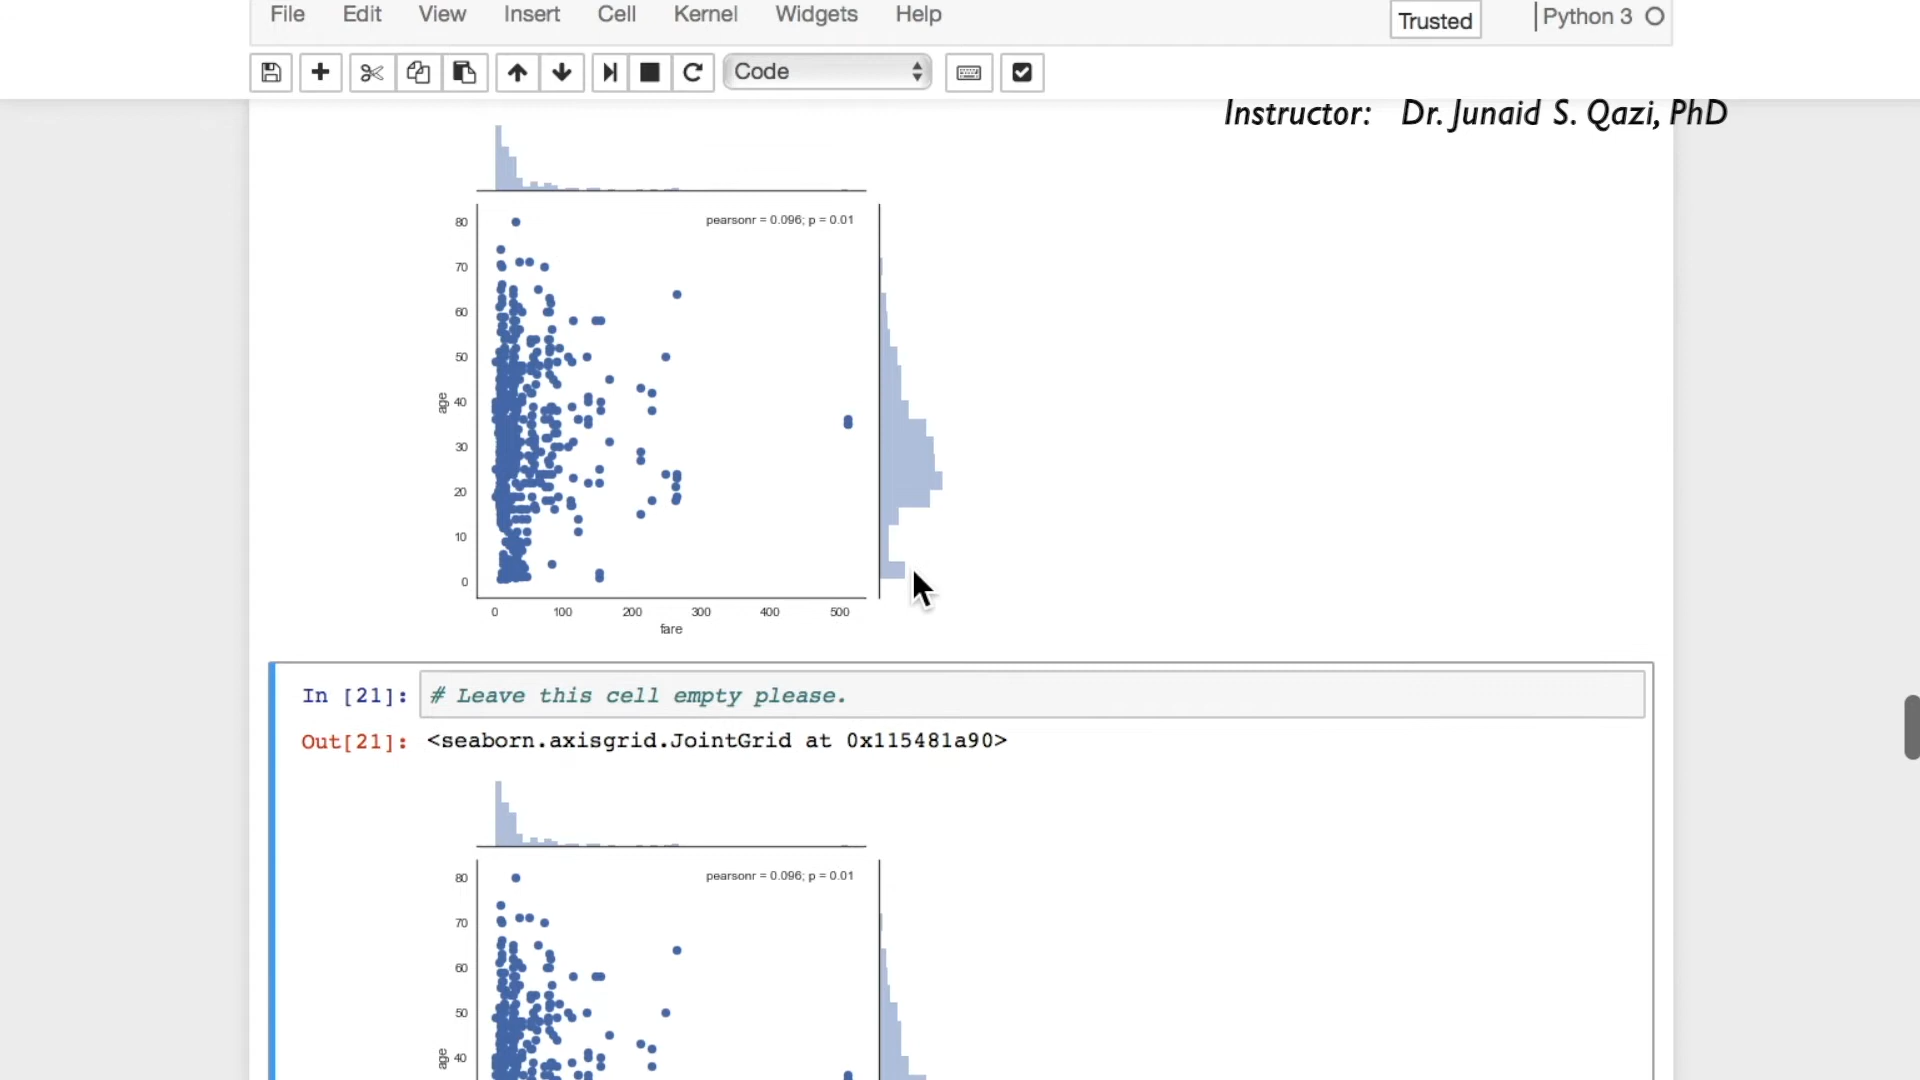 File Edit View Insert Cell Kernel Widgets Help
Trusted
Python 3
Code
Instructor: Dr. Junaid S. Qazi, PhD
pearsonr = 0.096; p = 0.01
80
70
60
50
40
30
20
10
0
age
0 100 200 300 400 500
fare
In [21]: # Leave this cell empty please.
Out[21]: <seaborn.axisgrid.JointGrid at 0x115481a90>
pearsonr = 0.096; p = 0.01
80
70
60
50
40
age